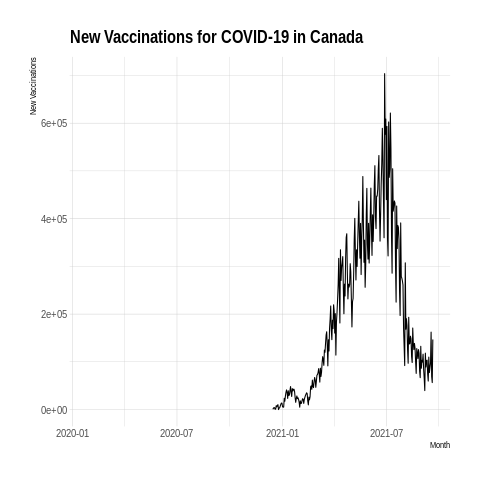 New Vaccinations for COVID-19 in Canada
New Vaccinations
6e+05
4e+05
2e+05
0e+00
2020-01 2020-07 2021-01 2021-07
Month